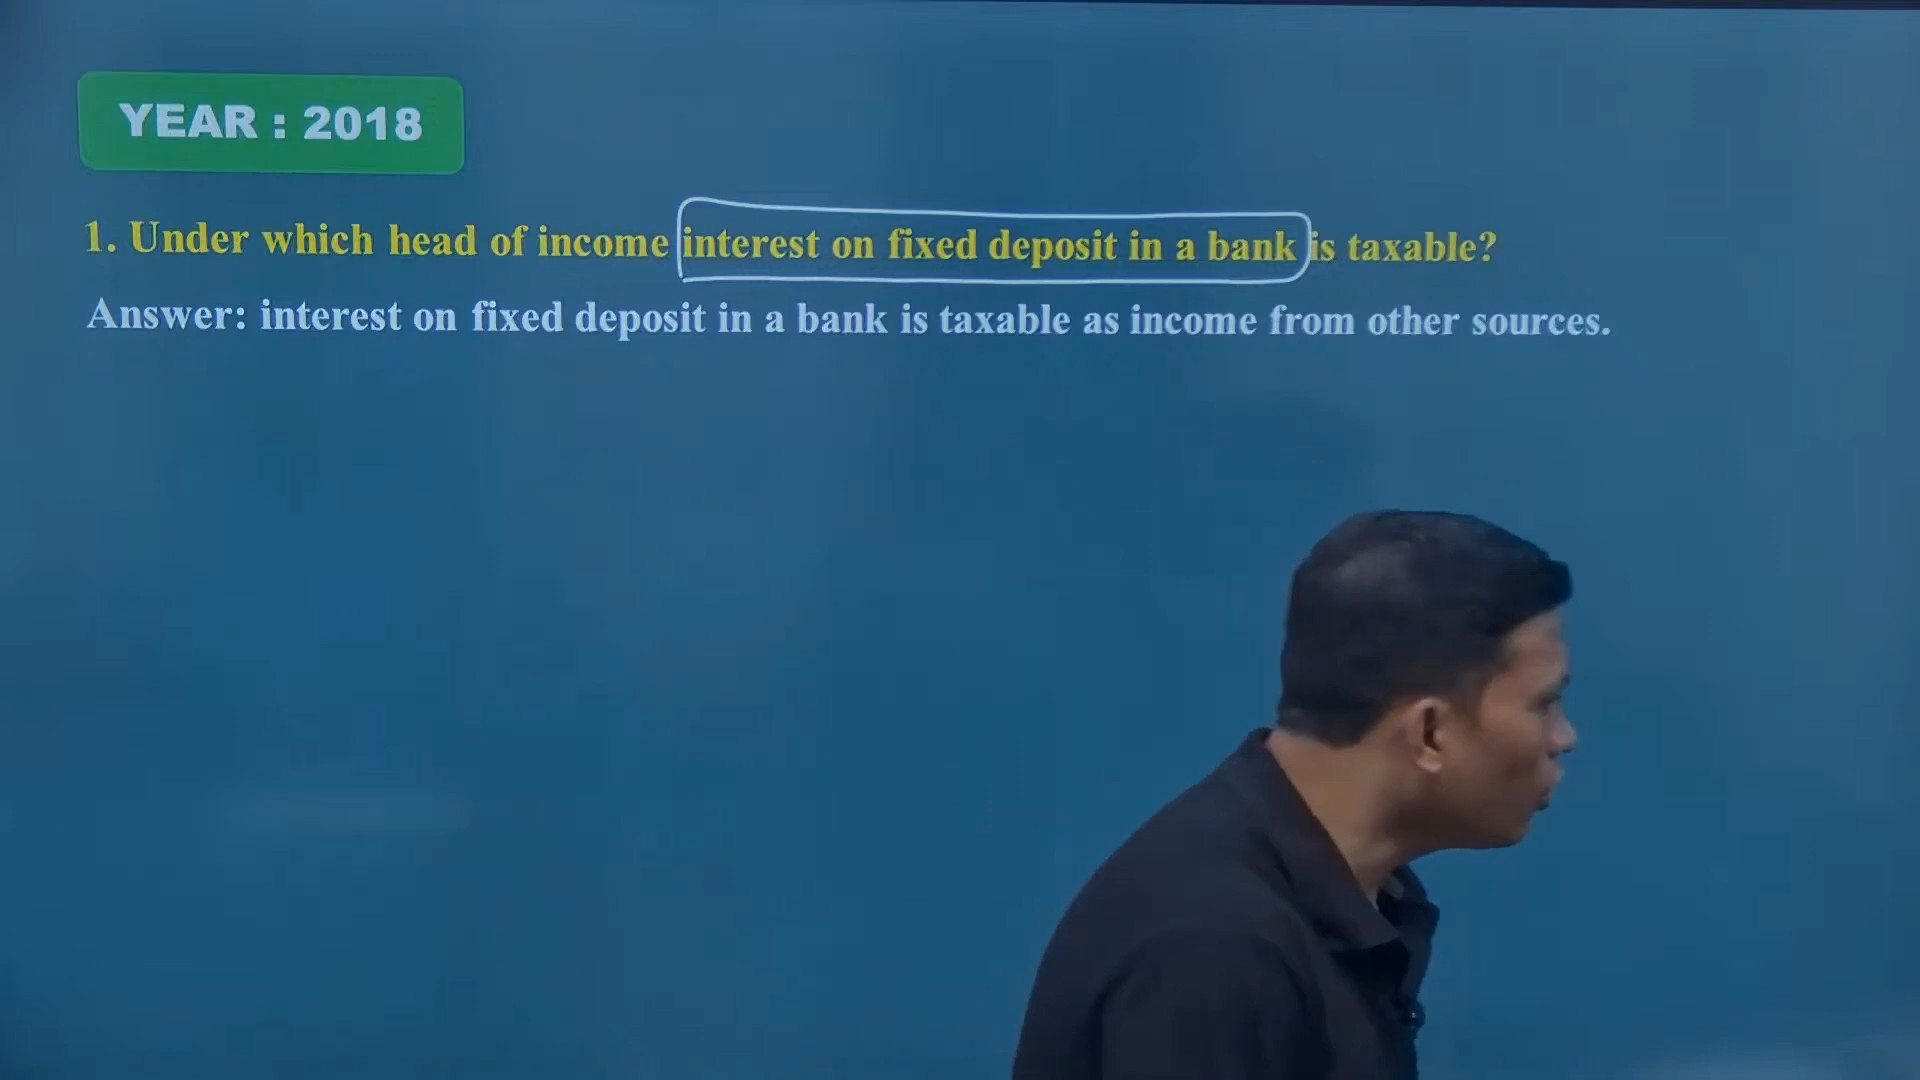 YEAR : 2018
1. Under which head of income interest on fixed deposit in a bank is taxable?
Answer: interest on fixed deposit in a bank is taxable as income from other sources.